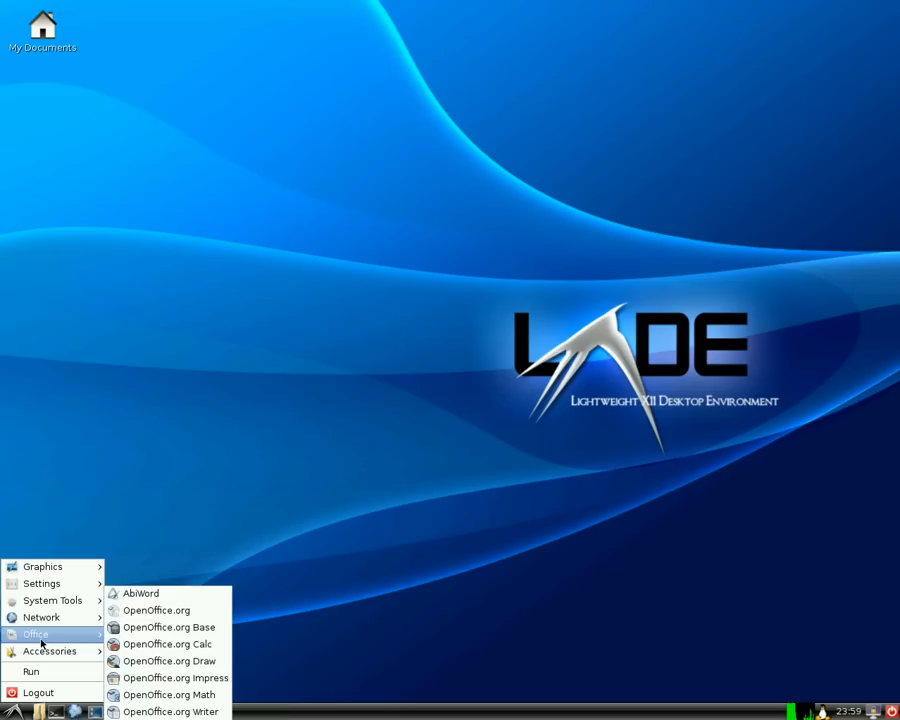 My Documents
LXDE
Lightweight X11 Desktop Environment
Graphics
Settings
System Tools
Network
Office
Accessories
Run
Logout
AbiWord
OpenOffice.org
OpenOffice.org Base
OpenOffice.org Calc
OpenOffice.org Draw
OpenOffice.org Impress
OpenOffice.org Math
OpenOffice.org Writer
23:59